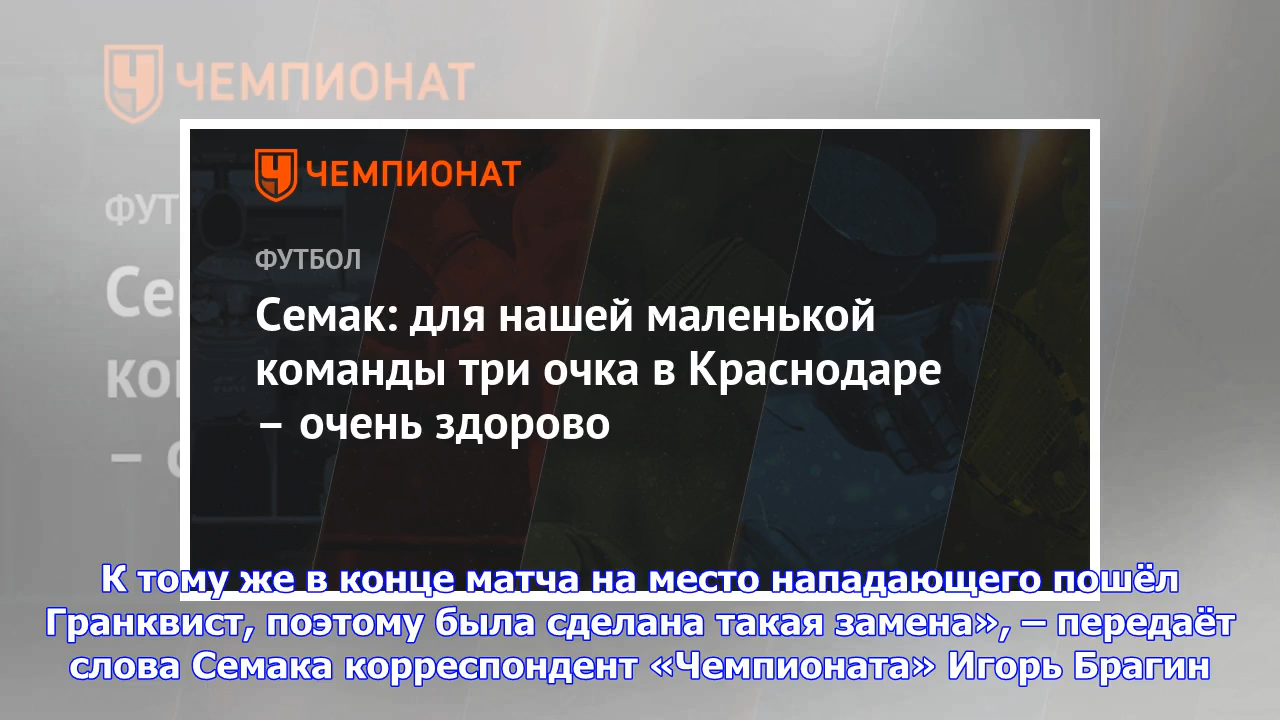 ЧЕМПИОНАТ
ФУТ
ЧЕМПИОНАТ
ФУТБОЛ
Семак: для нашей маленькой
команды три очка в Краснодаре
– очень здорово
К тому же в конце матча на место нападающего пошёл
Гранквист, поэтому была сделана такая замена», – передаёт
слова Семака корреспондент «Чемпионата» Игорь Брагин